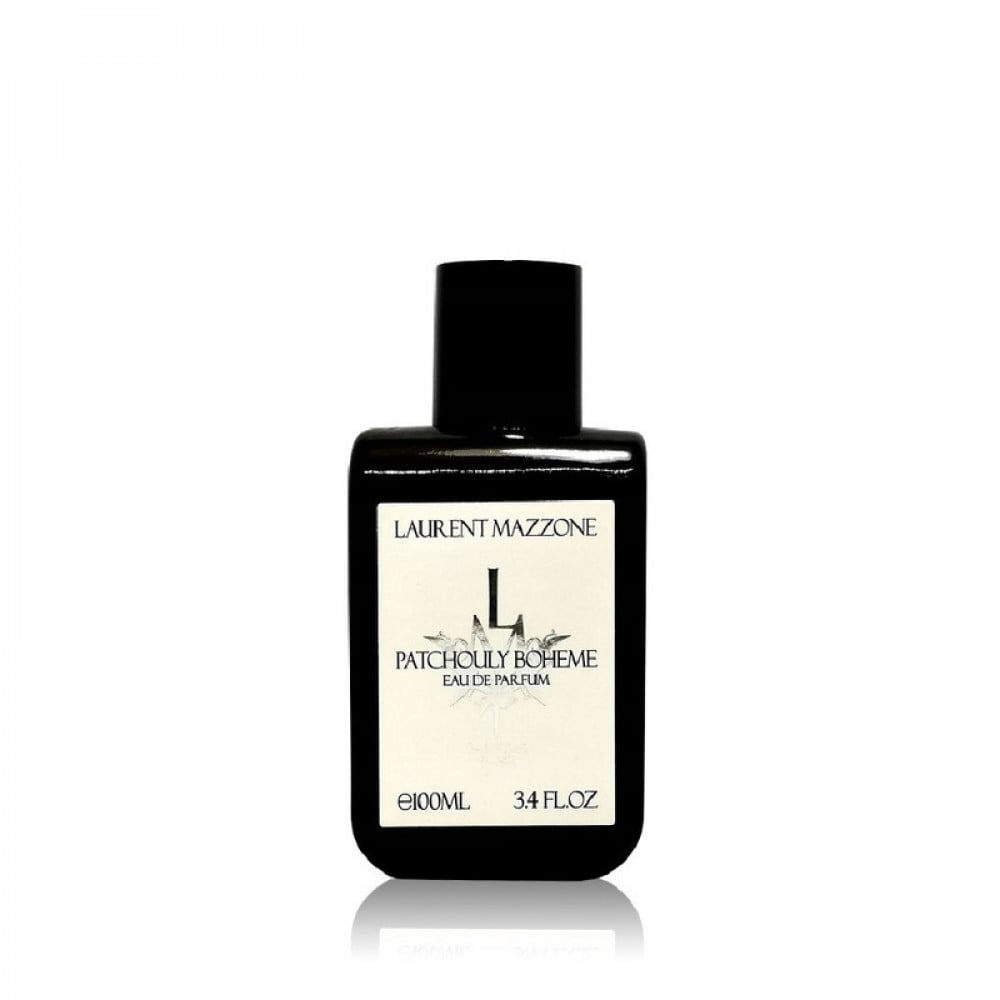 LAURENT MAZZONE
L
PATCHOULY BOHEME
EAU DE PARFUM
℮100ML 3.4 FL.OZ